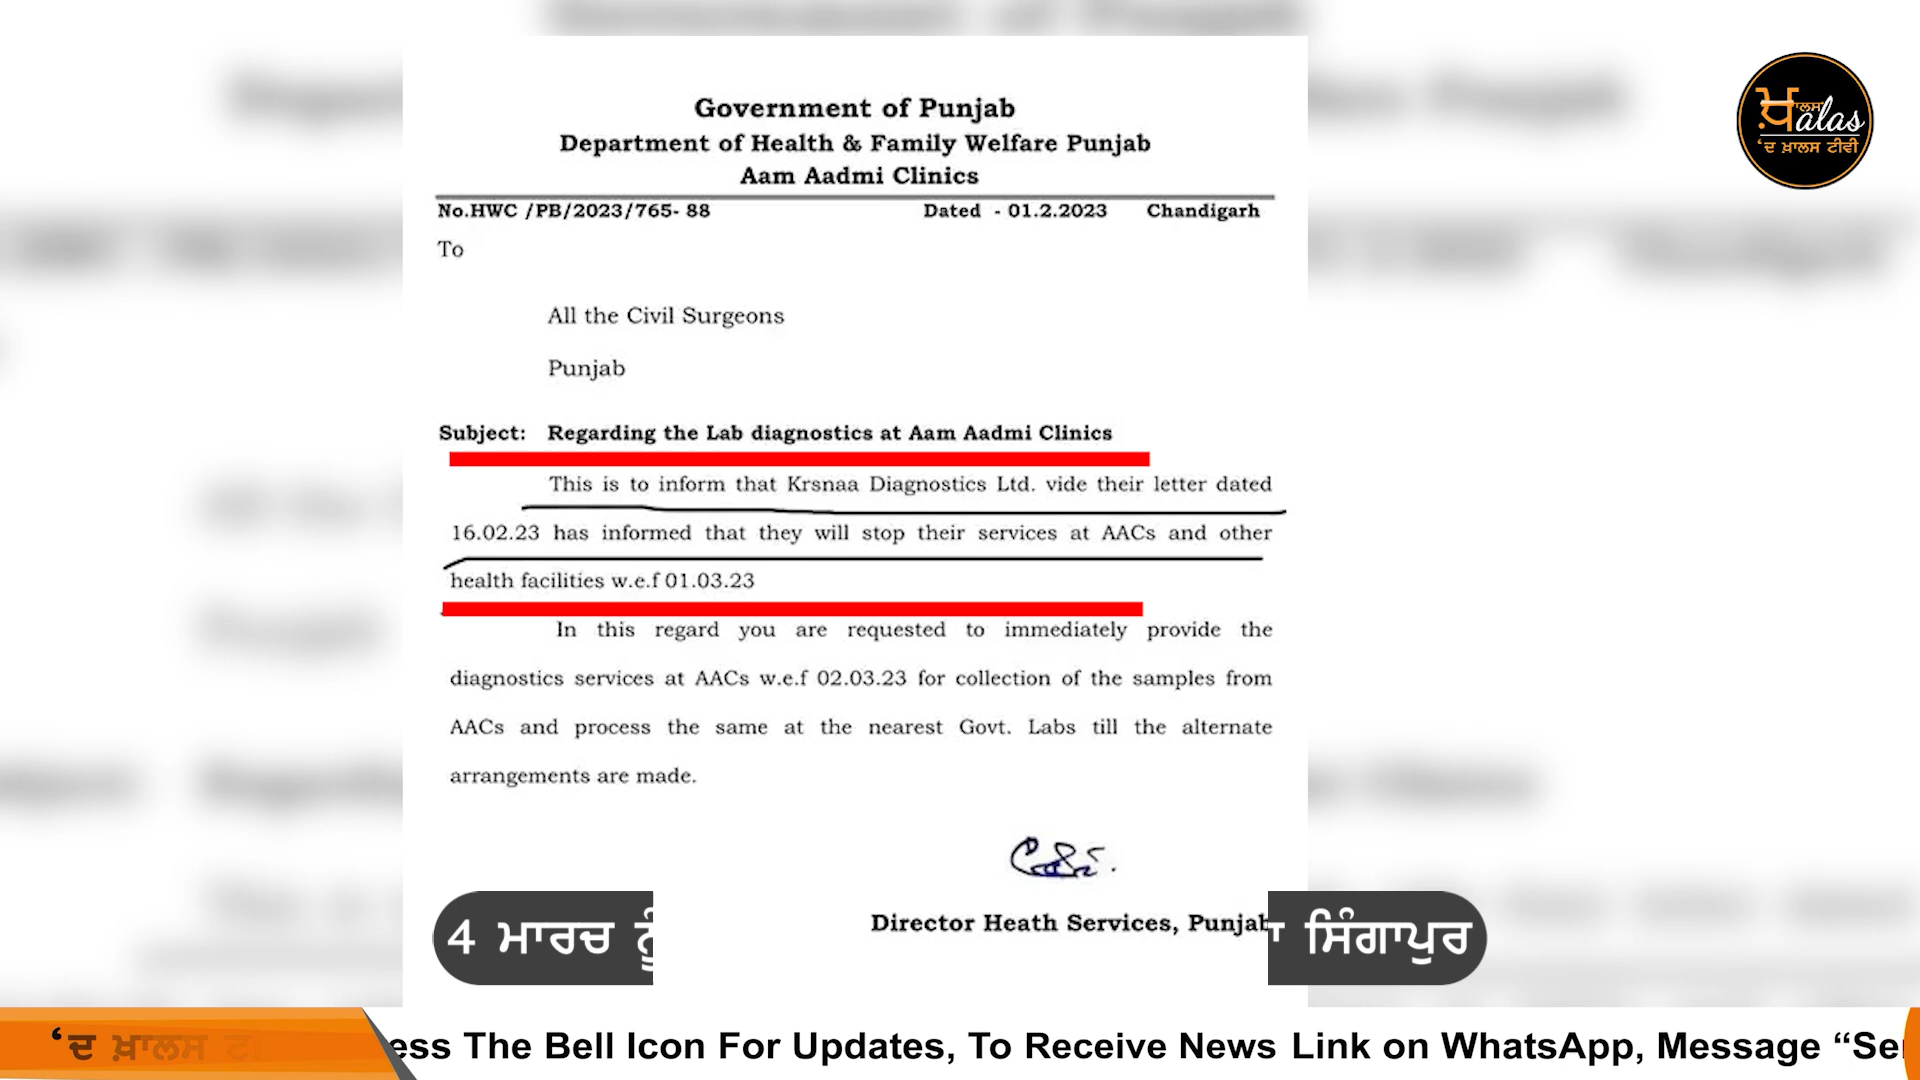 Government of Punjab
Department of Health & Family Welfare Punjab
Aam Aadmi Clinics
No.HWC /PB/2023/765- 88 Dated - 01.2.2023 Chandigarh
To
All the Civil Surgeons
Punjab
Subject: Regarding the Lab diagnostics at Aam Aadmi Clinics
This is to inform that Krsnaa Diagnostics Ltd. vide their letter dated
16.02.23 has informed that they will stop their services at AACs and other
health facilities w.e.f 01.03.23
In this regard you are requested to immediately provide the
diagnostics services at AACs w.e.f 02.03.23 for collection of the samples from
AACs and process the same at the nearest Govt. Labs till the alternate
arrangements are made.
Director Heath Services, Punjab
4 ਮਾਰਚ ਨੂੰ ਸਿੰਗਾਪੁਰ
ਖ਼ਾਲਸ alas
‘ਦ ਖ਼ਾਲਸ ਟੀਵੀ
‘ਦ ਖ਼ਾਲਸ
ess The Bell Icon For Updates, To Receive News Link on WhatsApp, Message “Se